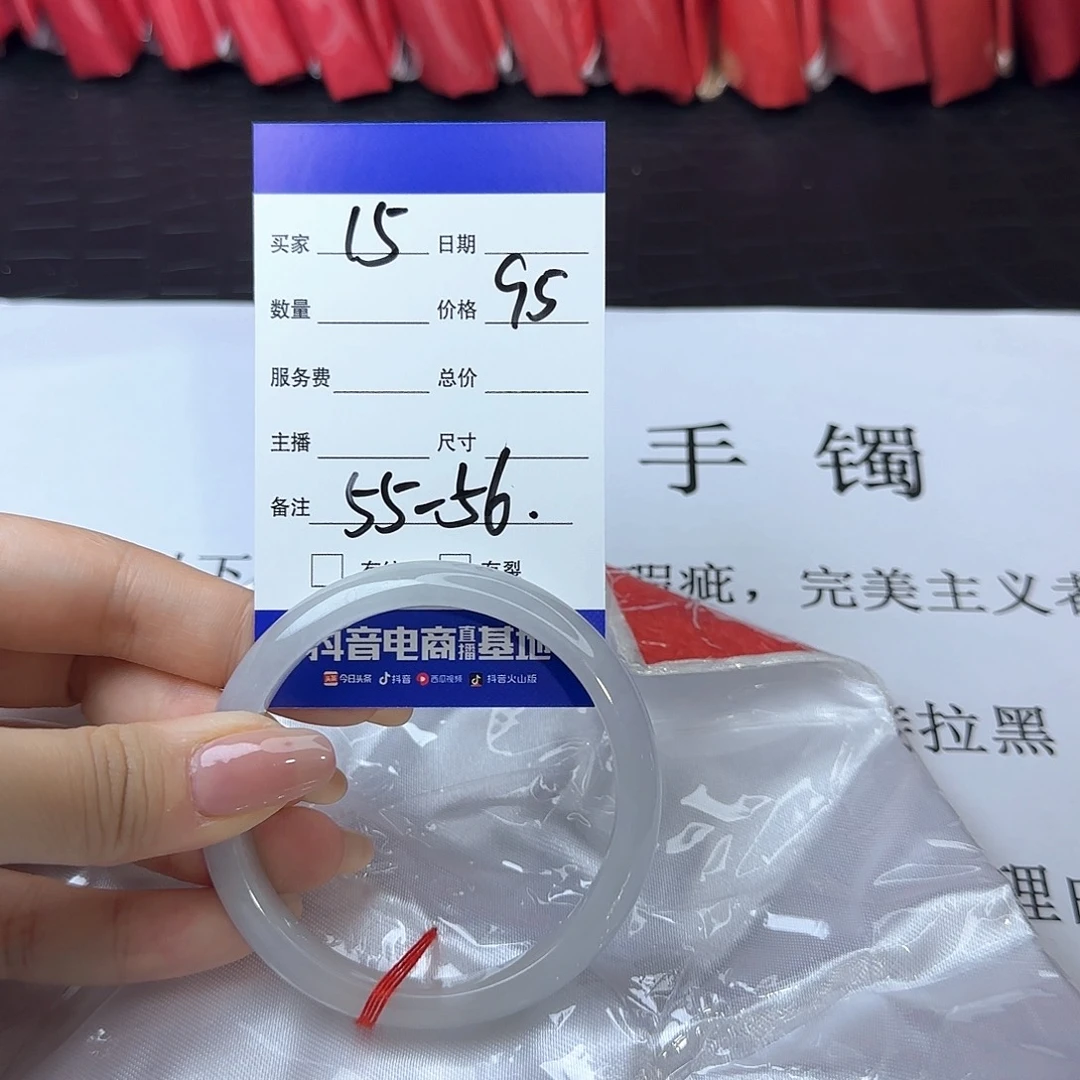 买家 15 日期
数量 价格 95
服务费 总价
主播 尺寸
备注 55-56.
裂
抖音电商直播基地
今日头条 抖音 西瓜视频 抖音火山版
手镯
瑕疵，完美主义者
拉黑
理